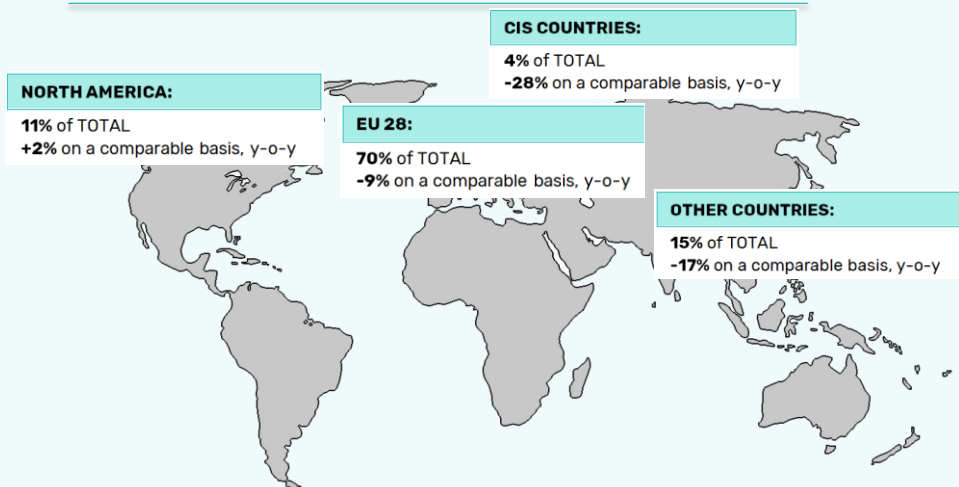 CIS COUNTRIES:
4% of TOTAL
-28% on a comparable basis, y-o-y
NORTH AMERICA:
11% of TOTAL
+2% on a comparable basis, y-o-y
EU 28:
70% of TOTAL
-9% on a comparable basis, y-o-y
OTHER COUNTRIES:
15% of TOTAL
-17% on a comparable basis, y-o-y